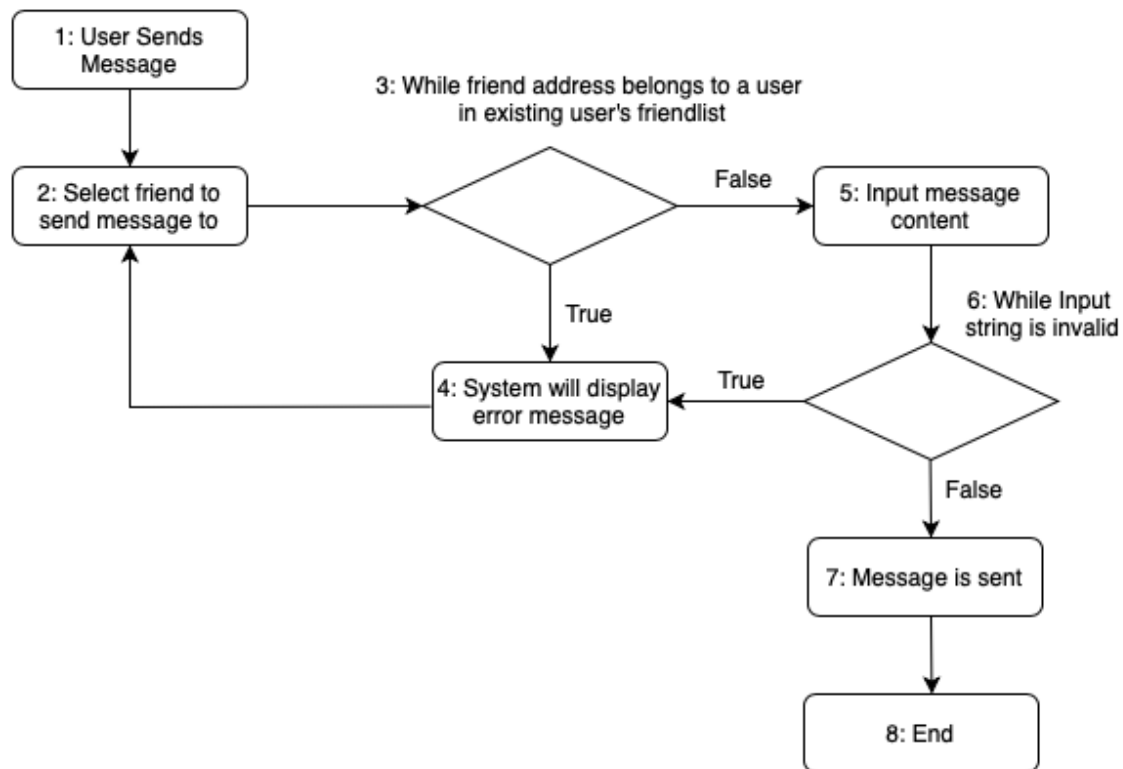 1: User Sends
Message
3: While friend address belongs to a user
in existing user's friendlist
2: Select friend to
send message to
False
5: Input message
content
True
6: While Input
string is invalid
4: System will display
error message
True
False
7: Message is sent
8: End